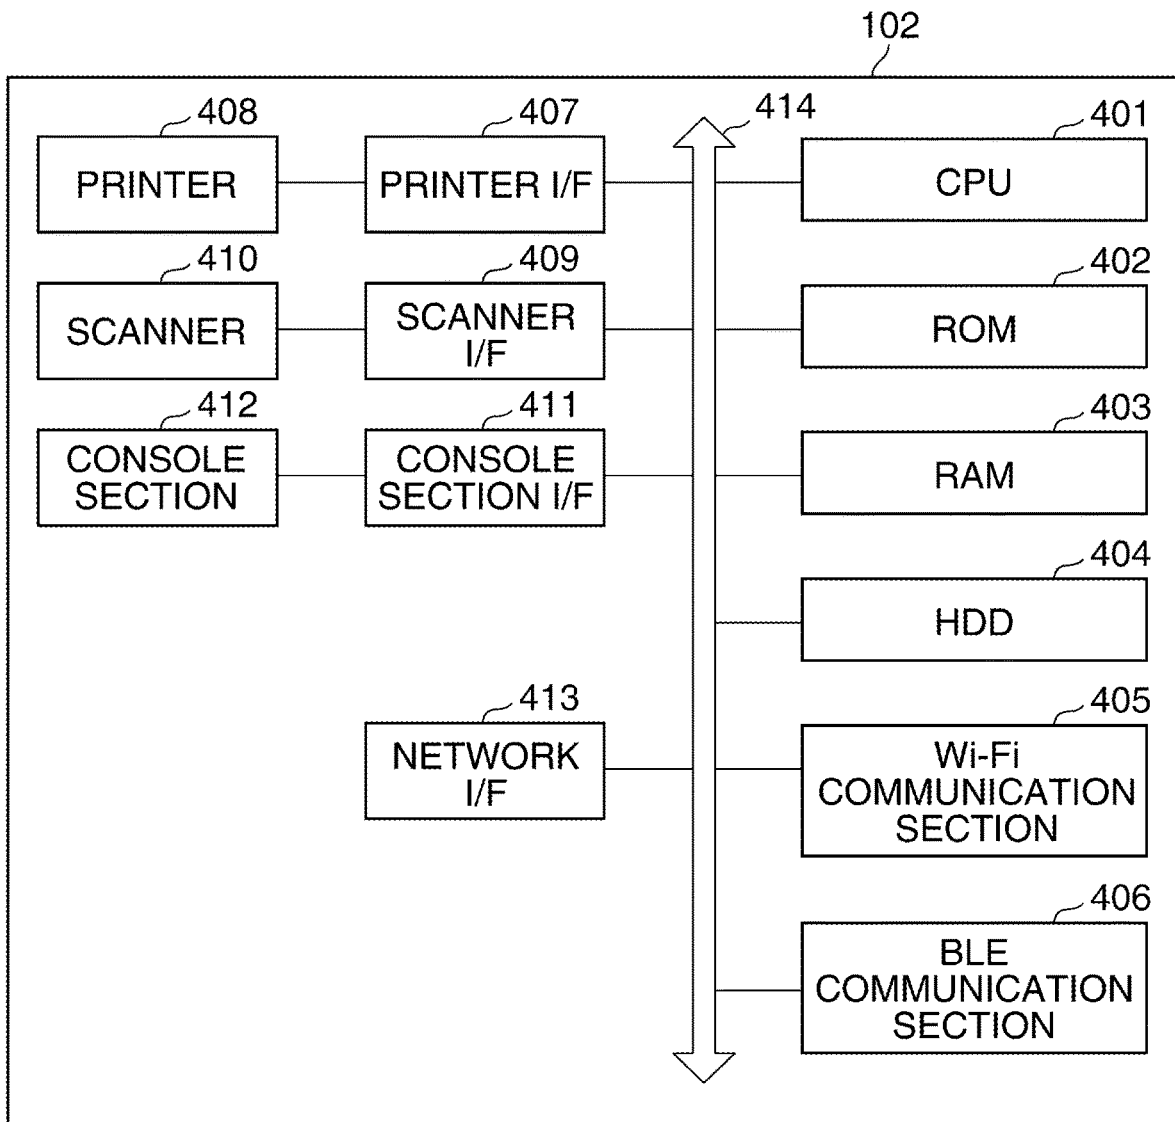 102
408
407
414
401
PRINTER
PRINTER I/F
CPU
410
409
402
SCANNER
SCANNER
I/F
ROM
412
411
403
CONSOLE
SECTION
CONSOLE
SECTION I/F
RAM
404
HDD
413
405
NETWORK
I/F
Wi-Fi
COMMUNICATION
SECTION
406
BLE
COMMUNICATION
SECTION